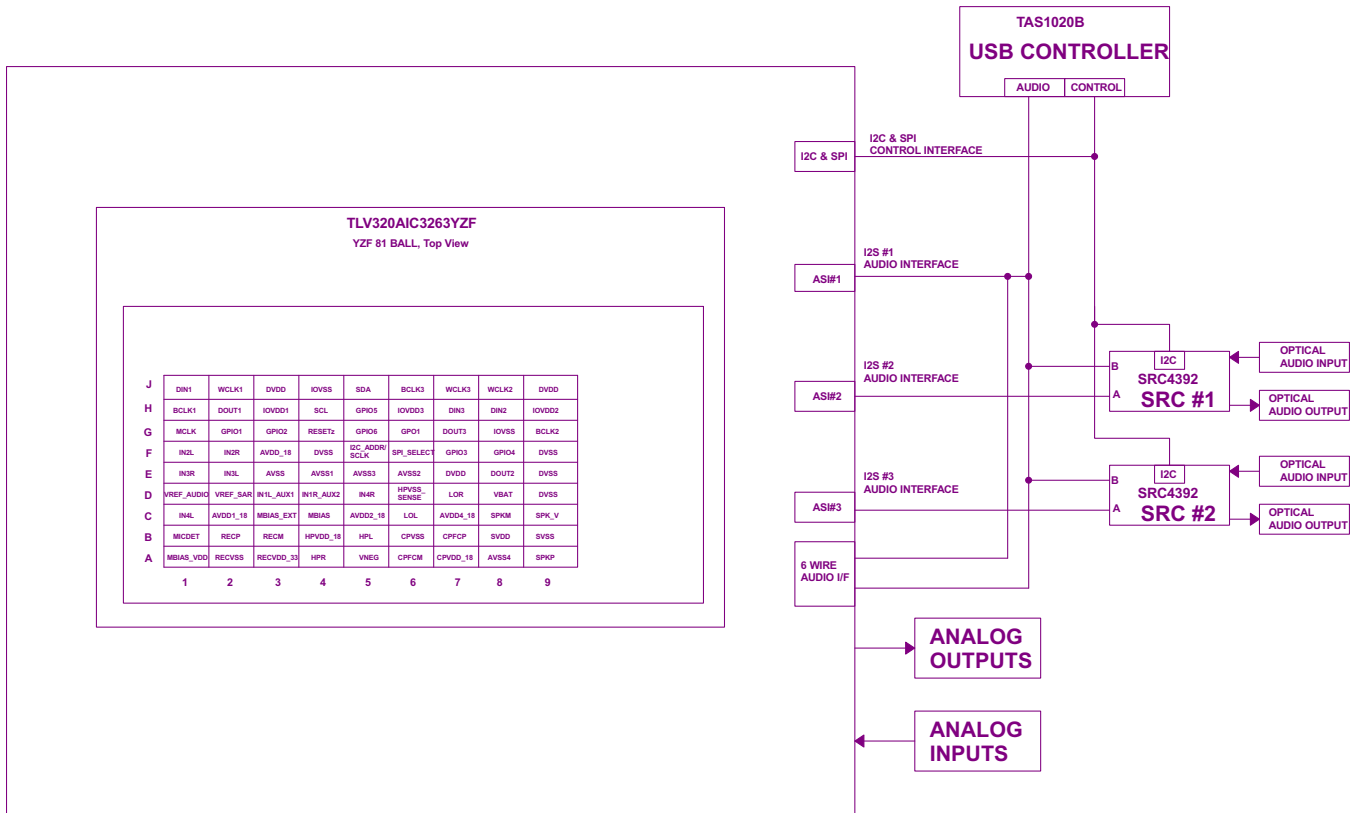 TAS1020B
USB CONTROLLER
AUDIO CONTROL
I2C & SPI
I2C & SPI
CONTROL INTERFACE
TLV320AIC3263YZF
YZF 81 BALL, Top View
I2S #1
AUDIO INTERFACE
ASI#1
I2S #2
AUDIO INTERFACE
ASI#2
I2S #3
AUDIO INTERFACE
ASI#3
6 WIRE
AUDIO I/F
J DIN1 WCLK1 DVDD IOVSS SDA BCLK3 WCLK3 WCLK2 DVDD
H BCLK1 DOUT1 IOVDD1 SCL GPIO5 IOVDD3 DIN3 DIN2 IOVDD2
G MCLK GPIO1 GPIO2 RESETz GPIO6 GPO1 DOUT3 IOVSS BCLK2
F IN2L IN2R AVDD_18 DVSS I2C_ADDR/ SCLK SPI_SELECT GPIO3 GPIO4 DVSS
E IN3R IN3L AVSS AVSS1 AVSS3 AVSS2 DVDD DOUT2 DVSS
D VREF_AUDIO VREF_SAR IN1L_AUX1 IN1R_AUX2 IN4R HPVSS_ SENSE LOR VBAT DVSS
C IN4L AVDD1_18 MBIAS_EXT MBIAS AVDD2_18 LOL AVDD4_18 SPKM SPK_V
B MICDET RECP RECM HPVDD_18 HPL CPVSS CPFCP SVDD SVSS
A MBIAS_VDD RECVSS RECVDD_33 HPR VNEG CPFCM CPVDD_18 AVSS4 SPKP
1 2 3 4 5 6 7 8 9
I2C
B
SRC4392
A
SRC #1
OPTICAL
AUDIO INPUT
OPTICAL
AUDIO OUTPUT
I2C
B
SRC4392
A
SRC #2
OPTICAL
AUDIO INPUT
OPTICAL
AUDIO OUTPUT
ANALOG
OUTPUTS
ANALOG
INPUTS